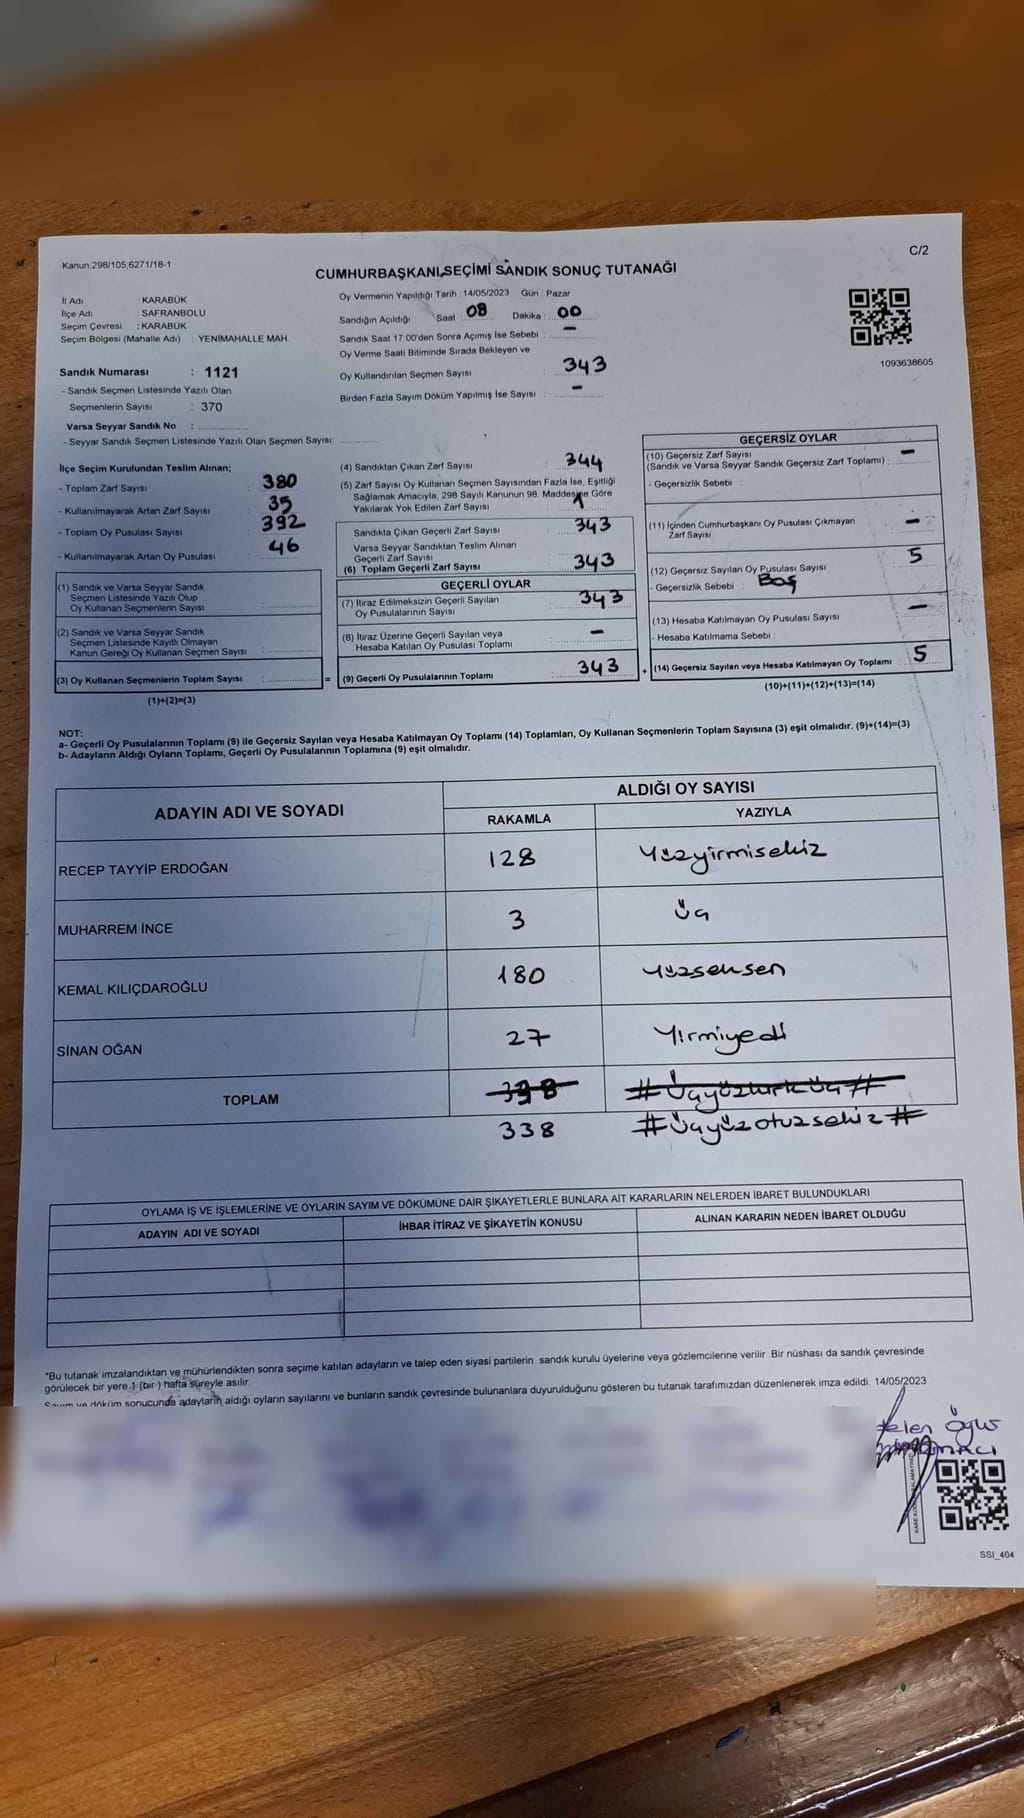 Kanun:298/105;6271/18-1
C/2
CUMHURBAŞKANI SEÇİMİ SANDIK SONUÇ TUTANAĞI
İl Adı : KARABÜK
İlçe Adı : SAFRANBOLU
Seçim Çevresi : KARABÜK
Seçim Bölgesi (Mahalle Adı) : YENİMAHALLE MAH.
Sandık Numarası : 1121
- Sandık Seçmen Listesinde Yazılı Olan
Seçmenlerin Sayısı : 370
Varsa Seyyar Sandık No :
- Seyyar Sandık Seçmen Listesinde Yazılı Olan Seçmen Sayısı:
Oy Vermenin Yapıldığı Tarih : 14/05/2023 Gün : Pazar
Sandığın Açıldığı Saat : 08 Dakika : 00
Sandık Saat 17:00'den Sonra Açımış İse Sebebi : -
Oy Verme Saati Bitiminde Sırada Bekleyen ve
Oy Kullandırılan Seçmen Sayısı : 343
Birden Fazla Sayım Döküm Yapılmış İse Sayısı : -
1093638605
İlçe Seçim Kurulundan Teslim Alınan;
- Toplam Zarf Sayısı : 380
- Kullanılmayarak Artan Zarf Sayısı : 35
- Toplam Oy Pusulası Sayısı : 392
- Kullanılmayarak Artan Oy Pusulası : 46
(1) Sandık ve Varsa Seyyar Sandık
Seçmen Listesinde Yazılı Olup
Oy Kullanan Seçmenlerin Sayısı :
(2) Sandık ve Varsa Seyyar Sandık
Seçmen Listesinde Kayıtlı Olmayan
Kanun Gereği Oy Kullanan Seçmen Sayısı :
(3) Oy Kullanan Seçmenlerin Toplam Sayısı :
(1)+(2)=(3)
=
(4) Sandıktan Çıkan Zarf Sayısı : 344
(5) Zarf Sayısı Oy Kullanan Seçmen Sayısından Fazla İse, Eşitliği
Sağlamak Amacıyla, 298 Sayılı Kanunun 98. Maddesine Göre
Yakılarak Yok Edilen Zarf Sayısı : 1
Sandıkta Çıkan Geçerli Zarf Sayısı : 343
Varsa Seyyar Sandıktan Teslim Alınan
Geçerli Zarf Sayısı
(6) Toplam Geçerli Zarf Sayısı : 343
GEÇERLİ OYLAR
(7) İtiraz Edilmeksizin Geçerli Sayılan
Oy Pusulalarının Sayısı : 343
(8) İtiraz Üzerine Geçerli Sayılan veya
Hesaba Katılan Oy Pusulası Toplamı : -
(9) Geçerli Oy Pusulalarının Toplamı : 343
+
GEÇERSİZ OYLAR
(10) Geçersiz Zarf Sayısı
(Sandık ve Varsa Seyyar Sandık Geçersiz Zarf Toplamı) : -
- Geçersizlik Sebebi :
(11) İçinden Cumhurbaşkanı Oy Pusulası Çıkmayan
Zarf Sayısı : -
(12) Geçersiz Sayılan Oy Pusulası Sayısı : 5
- Geçersizlik Sebebi : Boş
(13) Hesaba Katılmayan Oy Pusulası Sayısı : -
- Hesaba Katılmama Sebebi :
(14) Geçersiz Sayılan veya Hesaba Katılmayan Oy Toplamı : 5
(10)+(11)+(12)+(13)=(14)
NOT:
a- Geçerli Oy Pusulalarının Toplamı (9) ile Geçersiz Sayılan veya Hesaba Katılmayan Oy Toplamı (14) Toplamları, Oy Kullanan Seçmenlerin Toplam Sayısına (3) eşit olmalıdır. (9)+(14)=(3)
b- Adayların Aldığı Oyların Toplamı, Geçerli Oy Pusulalarının Toplamına (9) eşit olmalıdır.
ADAYIN ADI VE SOYADI
ALDIĞI OY SAYISI
RAKAMLA YAZIYLA
RECEP TAYYİP ERDOĞAN 128 Yüzyirmisekiz
MUHARREM İNCE 3 Üç
KEMAL KILIÇDAROĞLU 180 Yüzseksen
SİNAN OĞAN 27 Yirmiyedi
TOPLAM #Üçyüzkırküç#
338 #Üçyüzotuzsekiz#
OYLAMA İŞ VE İŞLEMLERİNE VE OYLARIN SAYIM VE DÖKÜMÜNE DAİR ŞİKAYETLERLE BUNLARA AİT KARARLARIN NELERDEN İBARET BULUNDUKLARI
ADAYIN ADI VE SOYADI İHBAR İTİRAZ VE ŞİKAYETİN KONUSU ALINAN KARARIN NEDEN İBARET OLDUĞU
*Bu tutanak imzalandıktan ve mühürlendikten sonra seçime katılan adayların ve talep eden siyasi partilerin sandık kurulu üyelerine veya gözlemcilerine verilir. Bir nüshası da sandık çevresinde
görülecek bir yere 1 (bir) hafta süreyle asılır.
Sayım ve döküm sonucunda adayların aldığı oyların sayılarını ve bunların sandık çevresinde bulunanlara duyurulduğunu gösteren bu tutanak tarafımızdan düzenlenerek imza edildi. 14/05/2023
SSI_404